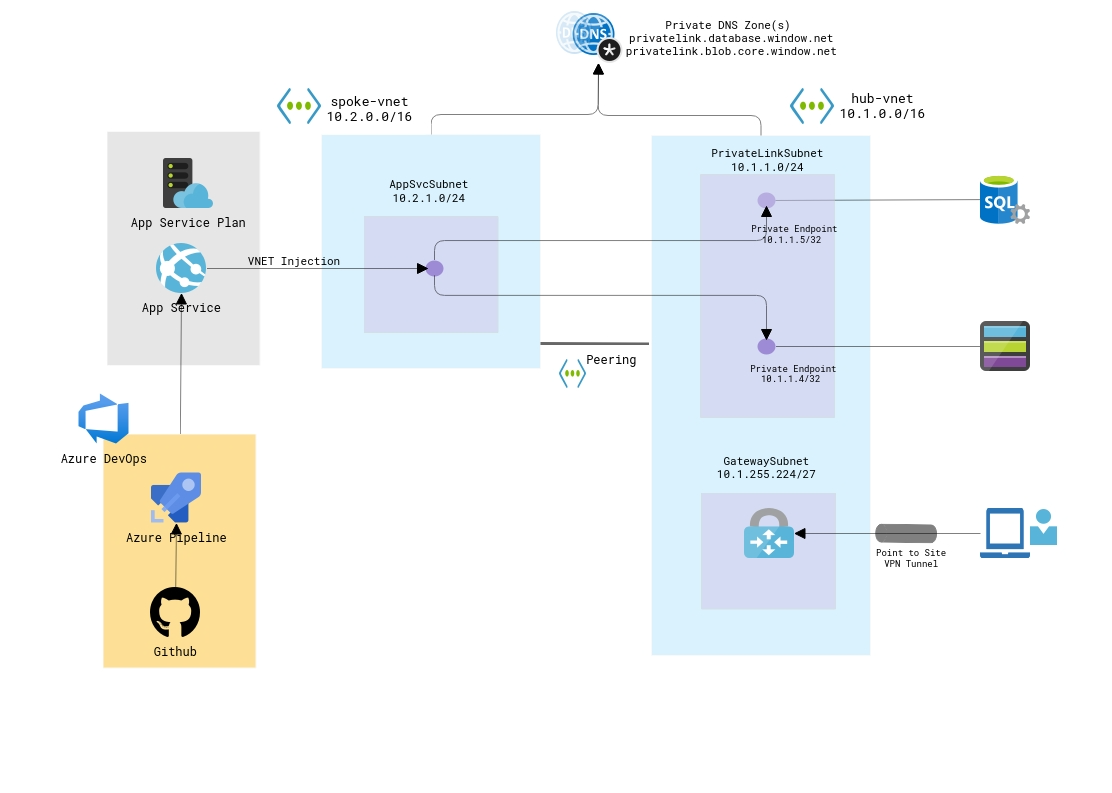 Private DNS Zone(s)
privatelink.database.window.net
privatelink.blob.core.window.net
DNS
spoke-vnet
10.2.0.0/16
hub-vnet
10.1.0.0/16
App Service Plan
VNET Injection
App Service
AppSvcSubnet
10.2.1.0/24
PrivateLinkSubnet
10.1.1.0/24
SQL
Private Endpoint
10.1.1.5/32
Peering
Private Endpoint
10.1.1.4/32
GatewaySubnet
10.1.255.224/27
Point to Site
VPN Tunnel
Azure DevOps
Azure Pipeline
Github